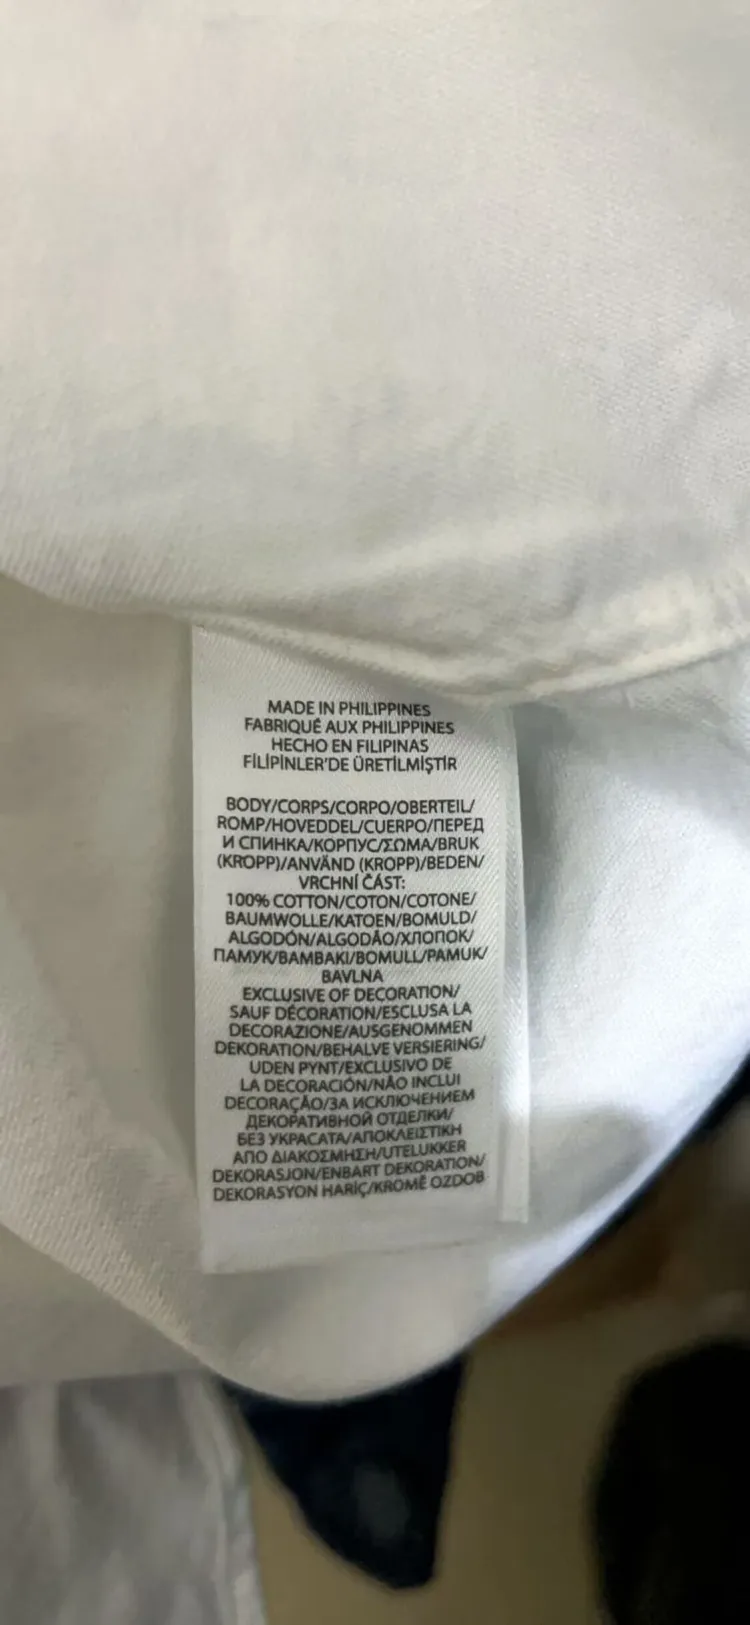 MADE IN PHILIPPINES
FABRIQUÉ AUX PHILIPPINES
HECHO EN FILIPINAS
FİLİPİNLER'DE ÜRETİLMİŞTİR
BODY/CORPS/CORPO/OBERTEIL/
ROMP/HOVEDDEL/CUERPO/ПЕРЕД
И СПИНКА/КОРПУС/ΣΩΜΑ/BRUK
(KROPP)/ANVÄND (KROPP)/BEDEN/
VRCHNÍ ČÁST:
100% COTTON/COTON/COTONE/
BAUMWOLLE/KATOEN/BOMULD/
ALGODÓN/ALGODÃO/ХЛОПОК/
ПАМУК/ΒΑΜΒΑΚΙ/BOMULL/PAMUK/
BAVLNA
EXCLUSIVE OF DECORATION/
SAUF DÉCORATION/ESCLUSA LA
DECORAZIONE/AUSGENOMMEN
DEKORATION/BEHALVE VERSIERING/
UDEN PYNT/EXCLUSIVO DE
LA DECORACIÓN/NÃO INCLUI
DECORAÇÃO/ЗА ИСКЛЮЧЕНИЕМ
ДЕКОРАТИВНОЙ ОТДЕЛКИ/
БЕЗ УКРАСАТА/ΑΠΟΚΛΕΙΣΤΙΚΗ
ΑΠΟ ΔΙΑΚΟΣΜΗΣΗ/UTELUKKER
DEKORASJON/ENBART DEKORATION/
DEKORASYON HARİÇ/KROMĚ OZDOB